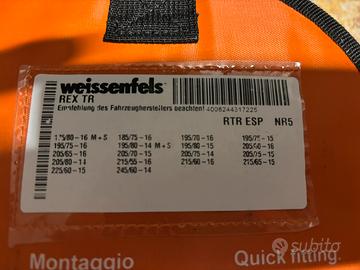 weissenfels
REX TR
Empfehlung des Fahrzeugherstellers beachten! 4006244317225
RTR ESP NR5
175/80-16 M+S 185/75-16 195/70-16 195/75-15
195/75-16 195/80-14 M+S 195/80-15 205/60-16
205/65-16 205/70-15 205/75-14 205/75-15
205/80-14 215/55-16 215/65-15 215/70-14
225/60-15 245/60-14
Montaggio Quick fitting.
subito